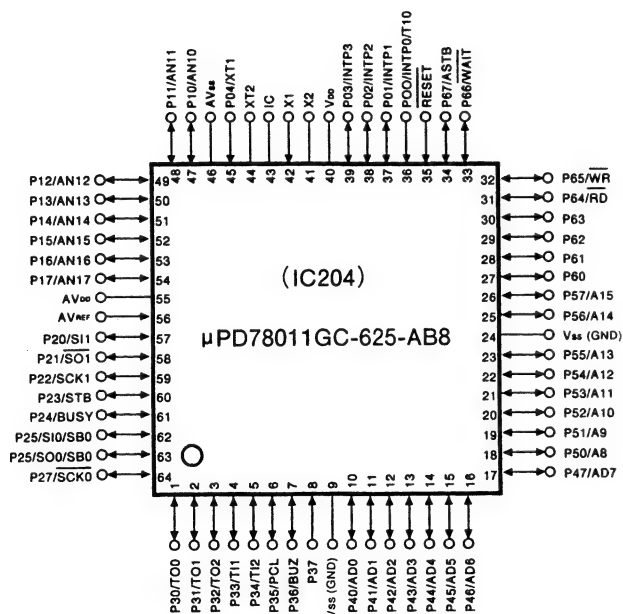 P11/AN11
P10/AN10
AVss
P04/XT1
XT2
IC
X1
X2
VDD
P03/INTP3
P02/INTP2
P01/INTP1
POO/INTP0/T10
RESET
P67/ASTB
P66/WAIT
48 47 46 45 44 43 42 41 40 39 38 37 36 35 34 33
P12/AN12 49
P13/AN13 50
P14/AN14 51
P15/AN15 52
P16/AN16 53
P17/AN17 54
AVDD 55
AVREF 56
P20/SI1 57
P21/SO1 58
P22/SCK1 59
P23/STB 60
P24/BUSY 61
P25/SI0/SB0 62
P25/SO0/SB0 63
P27/SCK0 64
(IC204)
µPD78011GC-625-AB8
32 P65/WR
31 P64/RD
30 P63
29 P62
28 P61
27 P60
26 P57/A15
25 P56/A14
24 Vss (GND)
23 P55/A13
22 P54/A12
21 P53/A11
20 P52/A10
19 P51/A9
18 P50/A8
17 P47/AD7
1 2 3 4 5 6 7 8 9 10 11 12 13 14 15 16
P30/TO0
P31/TO1
P32/TO2
P33/TI1
P34/TI2
P35/PCL
P36/BUZ
P37
Vss (GND)
P40/AD0
P41/AD1
P42/AD2
P43/AD3
P44/AD4
P45/AD5
P46/AD6